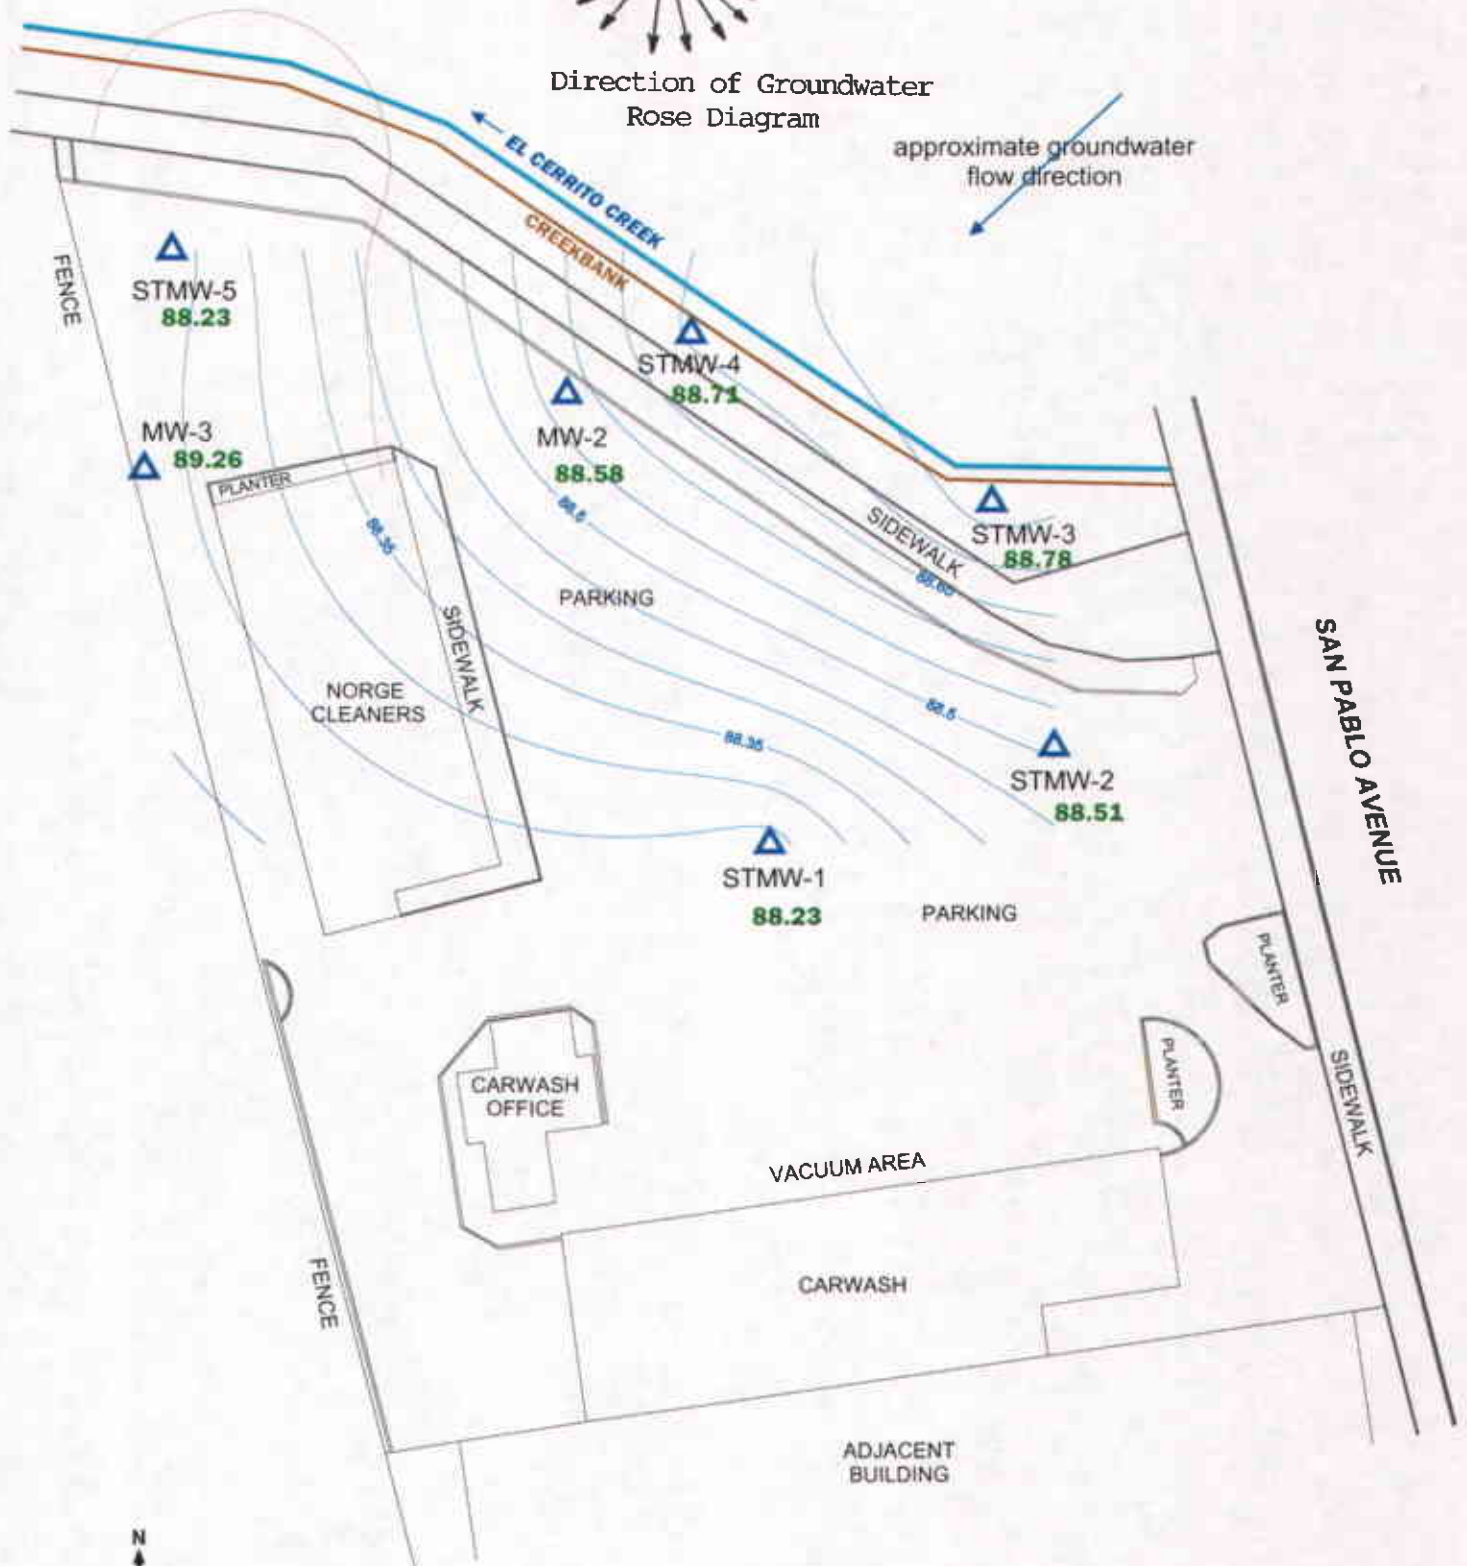 Direction of Groundwater
Rose Diagram
approximate groundwater
flow direction
EL CERRITO CREEK
CREEKBANK
FENCE
STMW-5
88.23
STMW-4
88.71
MW-3
89.26
MW-2
88.58
PLANTER
88.35
88.5
SIDEWALK
STMW-3
88.78
88.65
PARKING
SIDEWALK
NORGE
CLEANERS
88.5
88.35
STMW-2
88.51
SAN PABLO AVENUE
STMW-1
88.23
PARKING
PLANTER
PLANTER
SIDEWALK
CARWASH
OFFICE
VACUUM AREA
FENCE
CARWASH
ADJACENT
BUILDING
N